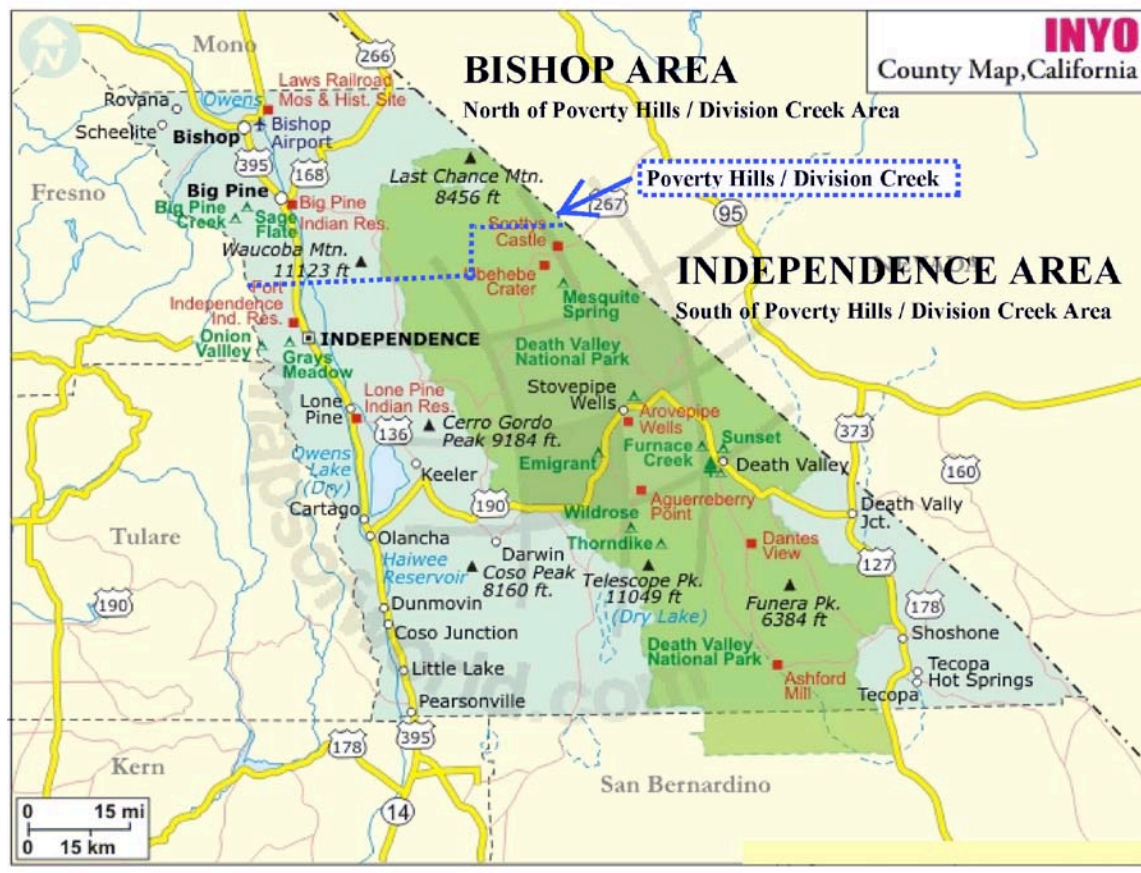 INYO
County Map,California
N
Mono
266
BISHOP AREA
North of Poverty Hills / Division Creek Area
Laws Railroad
Mos & Hist. Site
Rovana
Owens
Scheelite
Bishop
Bishop
Airport
395
168
Fresno
Last Chance Mtn.
8456 ft
Poverty Hills / Division Creek
267
95
Big Pine
Big Pine
Indian Res.
Big Pine
Creek
Sage
Flate
Waucoba Mtn.
11123 ft
Scottys
Castle
Ubehebe
Crater
NEVADA
INDEPENDENCE AREA
South of Poverty Hills / Division Creek Area
Mesquite
Spring
Fort
Independence
Ind. Res.
Onion
Vallley
INDEPENDENCE
Grays
Meadow
Death Valley
National Park
Stovepipe
Wells
Lone
Pine
Lone Pine
Indian Res.
136
Cerro Gordo
Peak 9184 ft.
Arovepipe
Wells
Furnace
Creek
Sunset
373
Owens
Lake
(Dry)
Keeler
Emigrant
Death Valley
160
Cartago
190
Aguerreberry
Point
Wildrose
Death Vally
Jct.
Tulare
Olancha
Thorndike
Dantes
View
Haiwee
Reservoir
Darwin
Coso Peak
8160 ft.
Telescope Pk.
11049 ft
(Dry Lake)
127
190
Funera Pk.
6384 ft
178
Dunmovin
Coso Junction
Death Valley
National Park
Shoshone
Little Lake
Ashford
Mill
Tecopa
Hot Springs
Tecopa
Pearsonville
178
395
Kern
San Bernardino
14
0 15 mi
0 15 km
mapsofworld.com